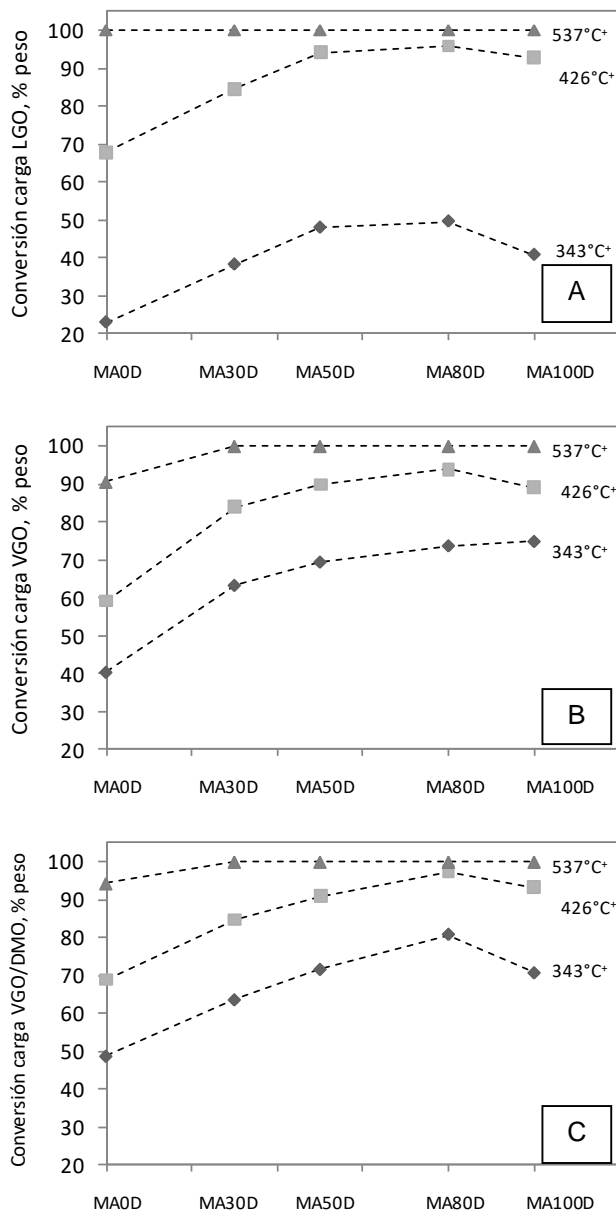 Conversión carga LGO, % peso
100
90
80
70
60
50
40
30
20
537°C⁺
426°C⁺
343°C⁺
A
MA0D MA30D MA50D MA80D MA100D
Conversión carga VGO, % peso
100
90
80
70
60
50
40
30
20
537°C⁺
426°C⁺
343°C⁺
B
MA0D MA30D MA50D MA80D MA100D
Conversión carga VGO/DMO, % peso
100
90
80
70
60
50
40
30
20
537°C⁺
426°C⁺
343°C⁺
C
MA0D MA30D MA50D MA80D MA100D